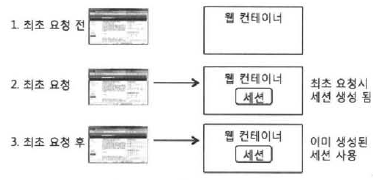 1. 최초 요청 전
웹 컨테이너
2. 최초 요청
웹 컨테이너
세션
최초 요청시
세션 생성 됨
3. 최초 요청 후
웹 컨테이너
세션
이미 생성된
세션 사용